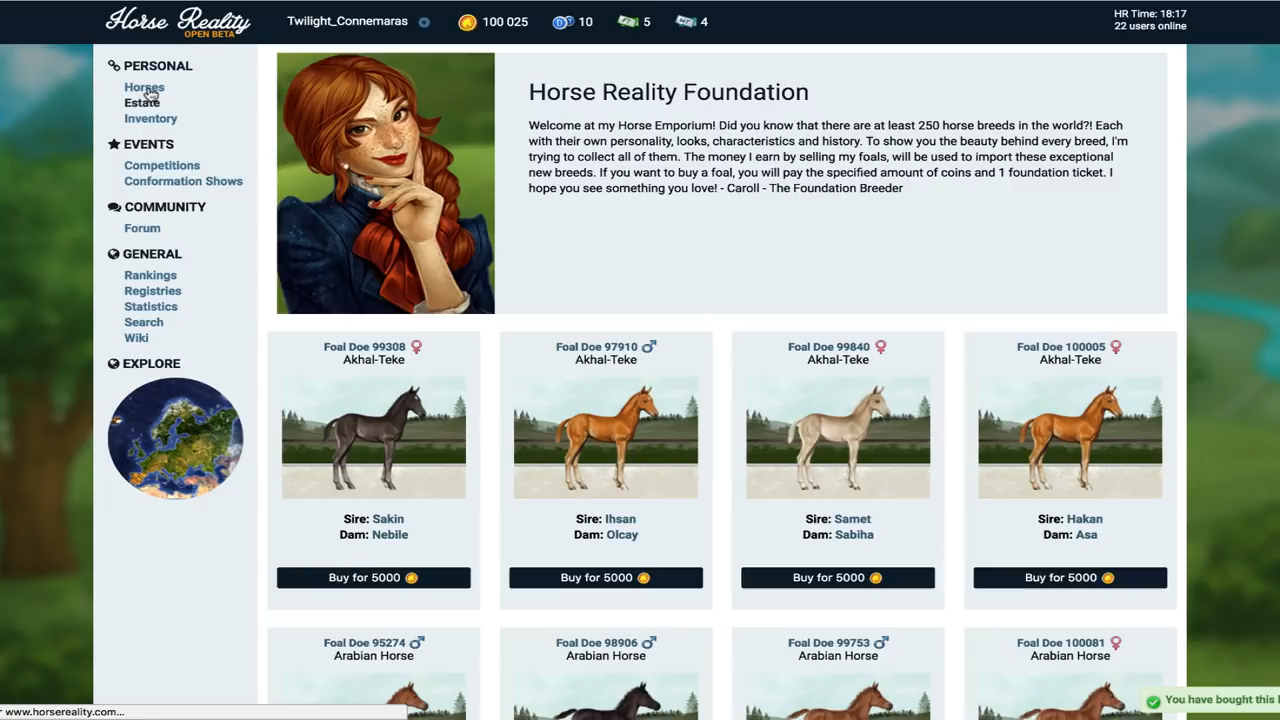 Horse Reality
OPEN BETA
Twilight_Connemaras
100 025
10
5
4
HR Time: 18:17
22 users online
PERSONAL
Horses
Estate
Inventory
EVENTS
Competitions
Conformation Shows
COMMUNITY
Forum
GENERAL
Rankings
Registries
Statistics
Search
Wiki
EXPLORE
Horse Reality Foundation
Welcome at my Horse Emporium! Did you know that there are at least 250 horse breeds in the world?! Each
with their own personality, looks, characteristics and history. To show you the beauty behind every breed, I'm
trying to collect all of them. The money I earn by selling my foals, will be used to import these exceptional
new breeds. If you want to buy a foal, you will pay the specified amount of coins and 1 foundation ticket. I
hope you see something you love! - Caroll - The Foundation Breeder
Foal Doe 99308
Akhal-Teke
Sire: Sakin
Dam: Nebile
Buy for 5000
Foal Doe 97910
Akhal-Teke
Sire: Ihsan
Dam: Olcay
Buy for 5000
Foal Doe 99840
Akhal-Teke
Sire: Samet
Dam: Sabiha
Buy for 5000
Foal Doe 100005
Akhal-Teke
Sire: Hakan
Dam: Asa
Buy for 5000
Foal Doe 95274
Arabian Horse
Foal Doe 98906
Arabian Horse
Foal Doe 99753
Arabian Horse
Foal Doe 100081
Arabian Horse
You have bought this
www.horsereality.com...